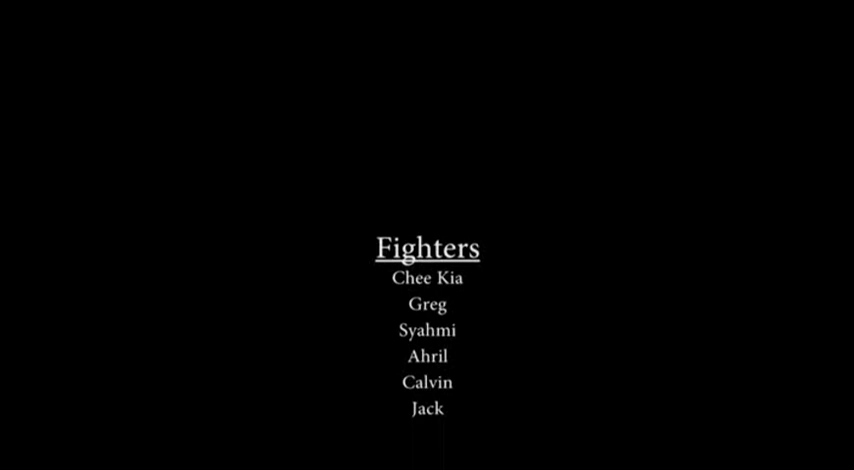 Fighters
Chee Kia
Greg
Syahmi
Ahril
Calvin
Jack